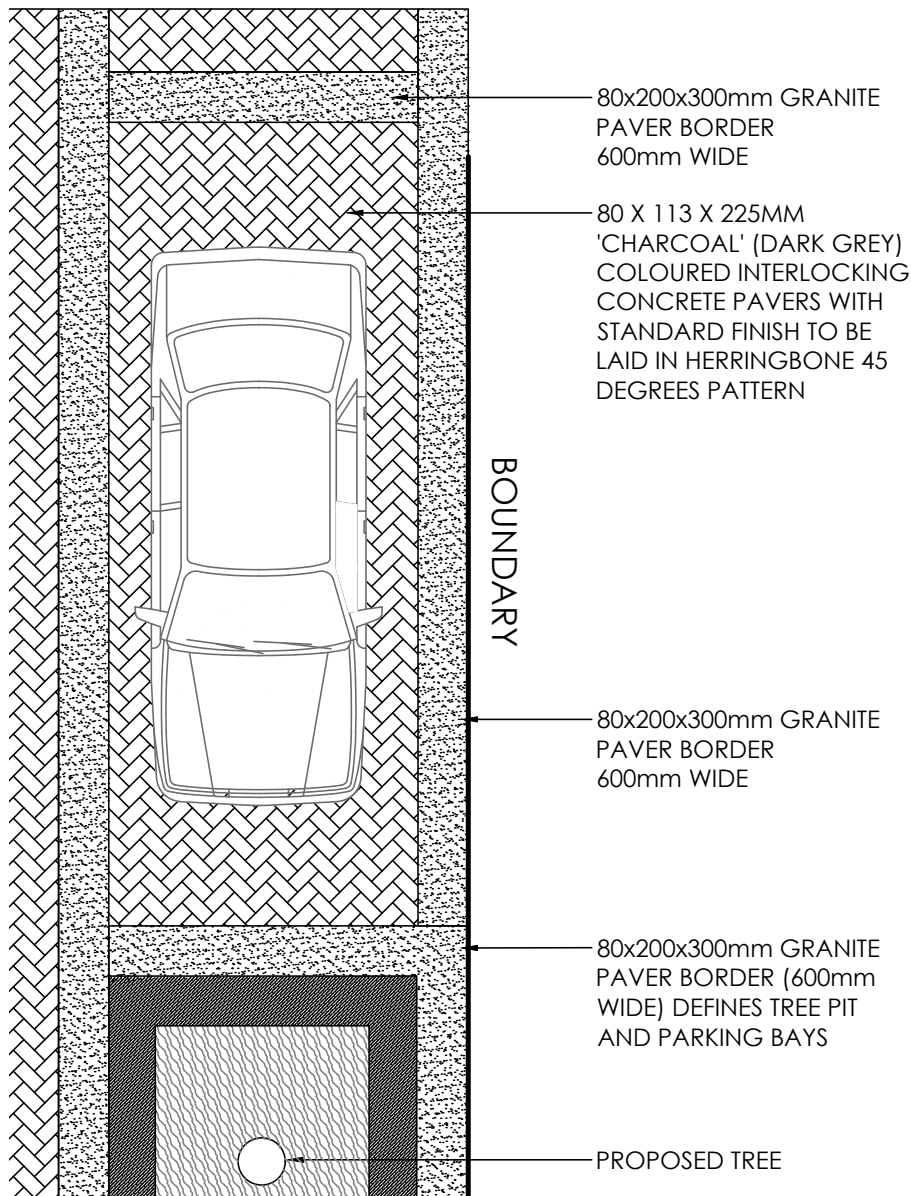 80x200x300mm GRANITE
PAVER BORDER
600mm WIDE
80 X 113 X 225MM
'CHARCOAL' (DARK GREY)
COLOURED INTERLOCKING
CONCRETE PAVERS WITH
STANDARD FINISH TO BE
LAID IN HERRINGBONE 45
DEGREES PATTERN
BOUNDARY
80x200x300mm GRANITE
PAVER BORDER
600mm WIDE
80x200x300mm GRANITE
PAVER BORDER (600mm
WIDE) DEFINES TREE PIT
AND PARKING BAYS
PROPOSED TREE